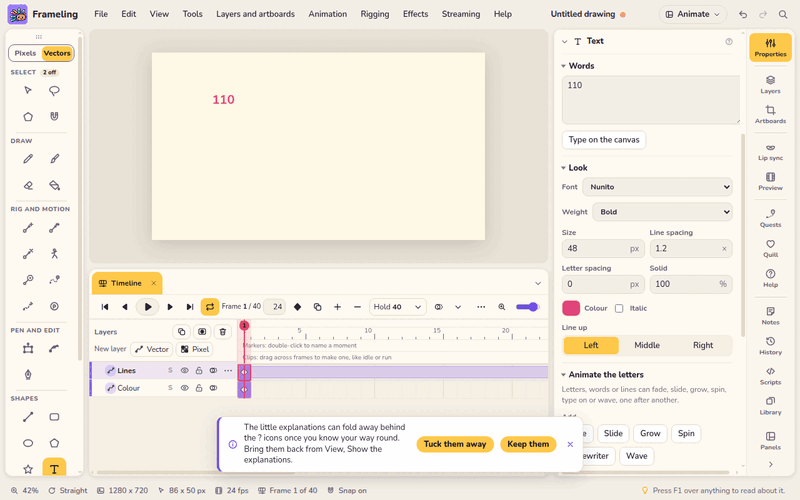 Frameling File Edit View Tools Layers and artboards Animation Rigging Effects Streaming Help Untitled drawing Animate
Pixels Vectors
SELECT 2 off
DRAW
RIG AND MOTION
PEN AND EDIT
SHAPES
T
110
Timeline ×
Frame 1 / 40 24 Hold 40
Layers
New layer Vector Pixel
1 5 10 15 20
Markers: double-click to name a moment
Clips: drag across frames to make one, like idle or run
Lines S
Colour S
The little explanations can fold away behind
the ? icons once you know your way round.
Bring them back from View, Show the
explanations.
Tuck them away Keep them
T Text
Words
110
Type on the canvas
Look
Font Nunito
Weight Bold
Size Line spacing
48 px 1.2 ×
Letter spacing Solid
0 px 100 %
Colour Italic
Line up
Left Middle Right
Animate the letters
Letters, words or lines can fade, slide, grow, spin,
type on or wave, one after another.
Slide Grow Spin
Wave
Properties
Layers
Artboards
Lip sync
Preview
Quests
Quill
Help
Notes
History
Scripts
Library
Panels
42% Straight 1280 x 720 86 x 50 px 24 fps Frame 1 of 40 Snap on Press F1 over anything to read about it.